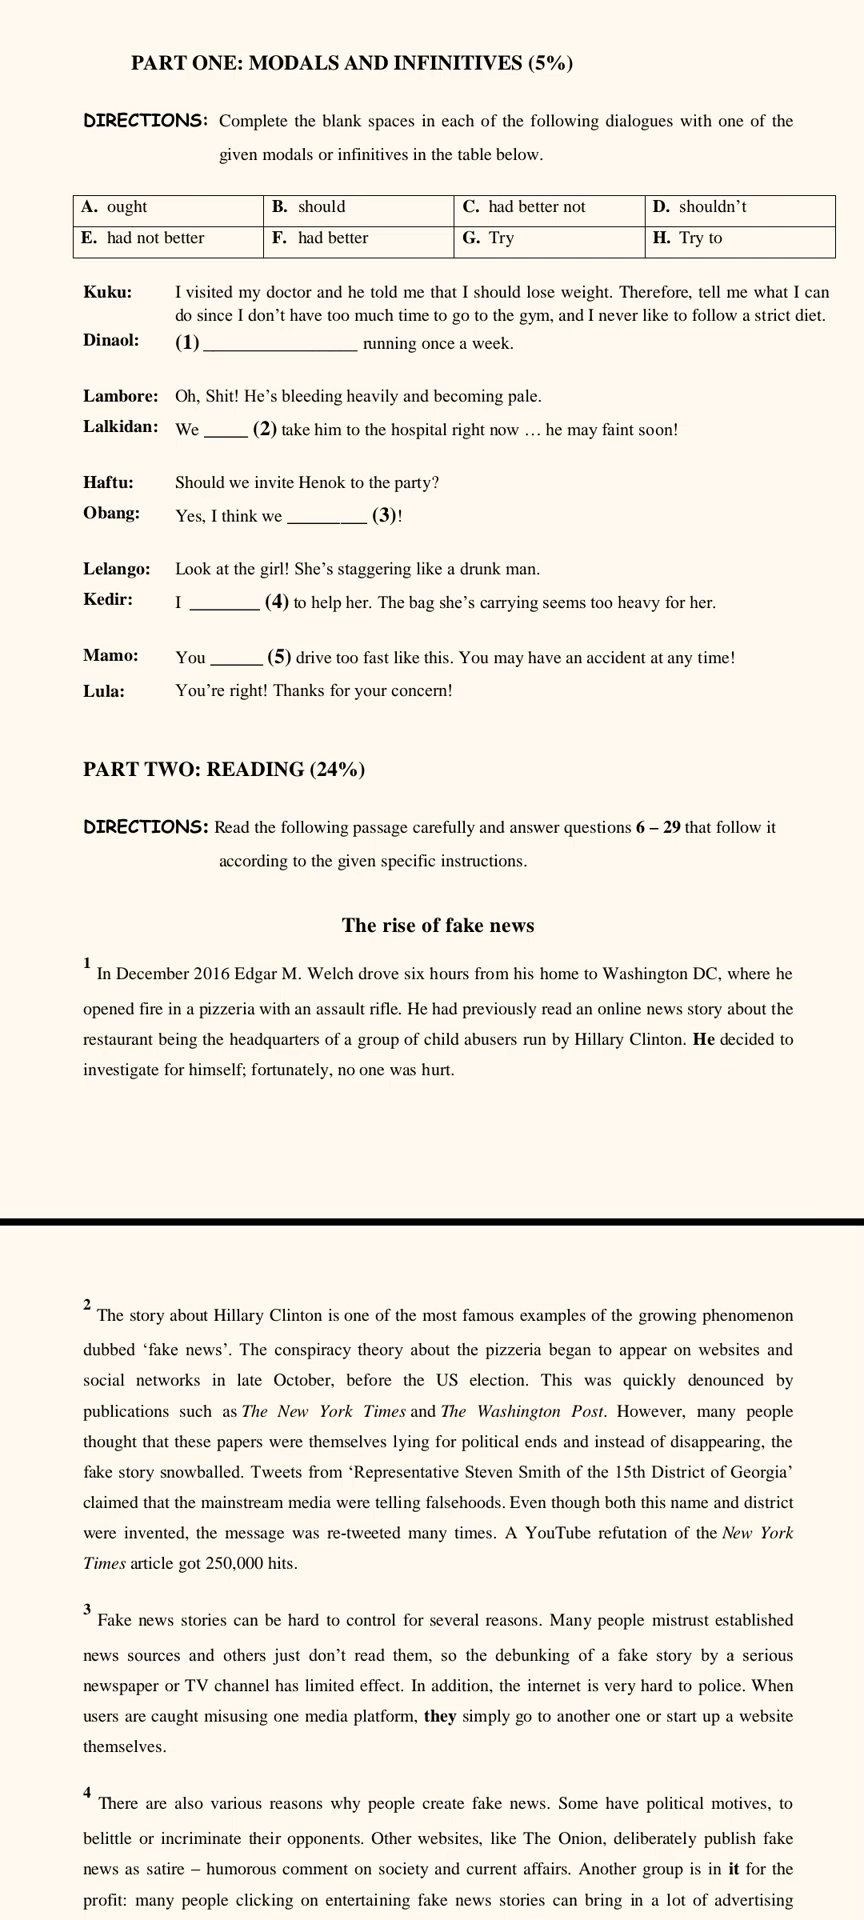 PART ONE: MODALS AND INFINITIVES (5%)
DIRECTIONS: Complete the blank spaces in each of the following dialogues with one of the
given modals or infinitives in the table below.
A. ought B. should C. had better not D. shouldn’t
E. had not better F. had better G. Try H. Try to
Kuku: I visited my doctor and he told me that I should lose weight. Therefore, tell me what I can
do since I don’t have too much time to go to the gym, and I never like to follow a strict diet.
Dinaol: (1) ________________ running once a week.
Lambore: Oh, Shit! He’s bleeding heavily and becoming pale.
Lalkidan: We _____ (2) take him to the hospital right now … he may faint soon!
Haftu: Should we invite Henok to the party?
Obang: Yes, I think we _________ (3)!
Lelango: Look at the girl! She’s staggering like a drunk man.
Kedir: I ________ (4) to help her. The bag she’s carrying seems too heavy for her.
Mamo: You ______ (5) drive too fast like this. You may have an accident at any time!
Lula: You’re right! Thanks for your concern!
PART TWO: READING (24%)
DIRECTIONS: Read the following passage carefully and answer questions 6 – 29 that follow it
according to the given specific instructions.
The rise of fake news
1 In December 2016 Edgar M. Welch drove six hours from his home to Washington DC, where he
opened fire in a pizzeria with an assault rifle. He had previously read an online news story about the
restaurant being the headquarters of a group of child abusers run by Hillary Clinton. He decided to
investigate for himself; fortunately, no one was hurt.
2 The story about Hillary Clinton is one of the most famous examples of the growing phenomenon
dubbed ‘fake news’. The conspiracy theory about the pizzeria began to appear on websites and
social networks in late October, before the US election. This was quickly denounced by
publications such as The New York Times and The Washington Post. However, many people
thought that these papers were themselves lying for political ends and instead of disappearing, the
fake story snowballed. Tweets from ‘Representative Steven Smith of the 15th District of Georgia’
claimed that the mainstream media were telling falsehoods. Even though both this name and district
were invented, the message was re-tweeted many times. A YouTube refutation of the New York
Times article got 250,000 hits.
3 Fake news stories can be hard to control for several reasons. Many people mistrust established
news sources and others just don’t read them, so the debunking of a fake story by a serious
newspaper or TV channel has limited effect. In addition, the internet is very hard to police. When
users are caught misusing one media platform, they simply go to another one or start up a website
themselves.
4 There are also various reasons why people create fake news. Some have political motives, to
belittle or incriminate their opponents. Other websites, like The Onion, deliberately publish fake
news as satire – humorous comment on society and current affairs. Another group is in it for the
profit: many people clicking on entertaining fake news stories can bring in a lot of advertising